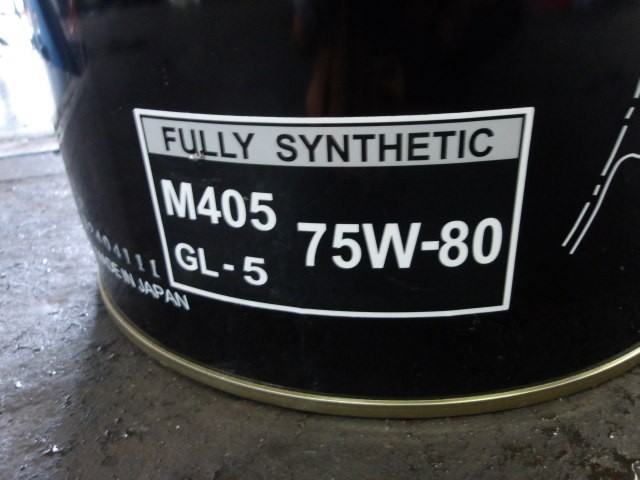 FULLY SYNTHETIC
M405
75W-80
GL-5
MADE IN JAPAN